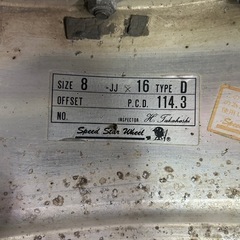 SIZE 8 -JJ × 16 TYPE D
OFFSET P.C.D. 114.3
NO. INSPECTOR H. Takahashi
Speed Star Wheel